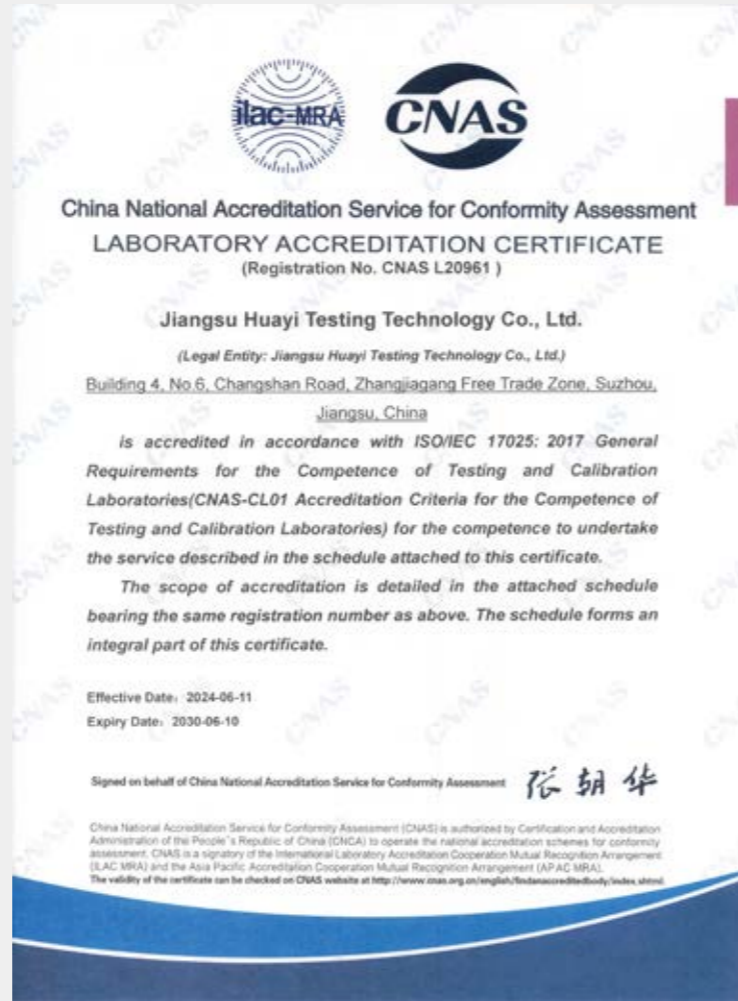 ilac-MRA
CNAS
China National Accreditation Service for Conformity Assessment
LABORATORY ACCREDITATION CERTIFICATE
(Registration No. CNAS L20961 )
Jiangsu Huayi Testing Technology Co., Ltd.
(Legal Entity: Jiangsu Huayi Testing Technology Co., Ltd.)
Building 4, No.6, Changshan Road, Zhangjiagang Free Trade Zone, Suzhou,
Jiangsu, China
is accredited in accordance with ISO/IEC 17025: 2017 General
Requirements for the Competence of Testing and Calibration
Laboratories(CNAS-CL01 Accreditation Criteria for the Competence of
Testing and Calibration Laboratories) for the competence to undertake
the service described in the schedule attached to this certificate.
The scope of accreditation is detailed in the attached schedule
bearing the same registration number as above. The schedule forms an
integral part of this certificate.
Effective Date: 2024-06-11
Expiry Date: 2030-06-10
Signed on behalf of China National Accreditation Service for Conformity Assessment 张朝华
China National Accreditation Service for Conformity Assessment (CNAS) is authorized by Certification and Accreditation
Administration of the People's Republic of China (CNCA) to operate the national accreditation schemes for conformity
assessment. CNAS is a signatory of the International Laboratory Accreditation Cooperation Mutual Recognition Arrangement
(ILAC MRA) and the Asia Pacific Accreditation Cooperation Mutual Recognition Arrangement (APAC MRA).
The validity of the certificate can be checked on CNAS website at http://www.cnas.org.cn/english/findanaccreditedbody/index.shtml